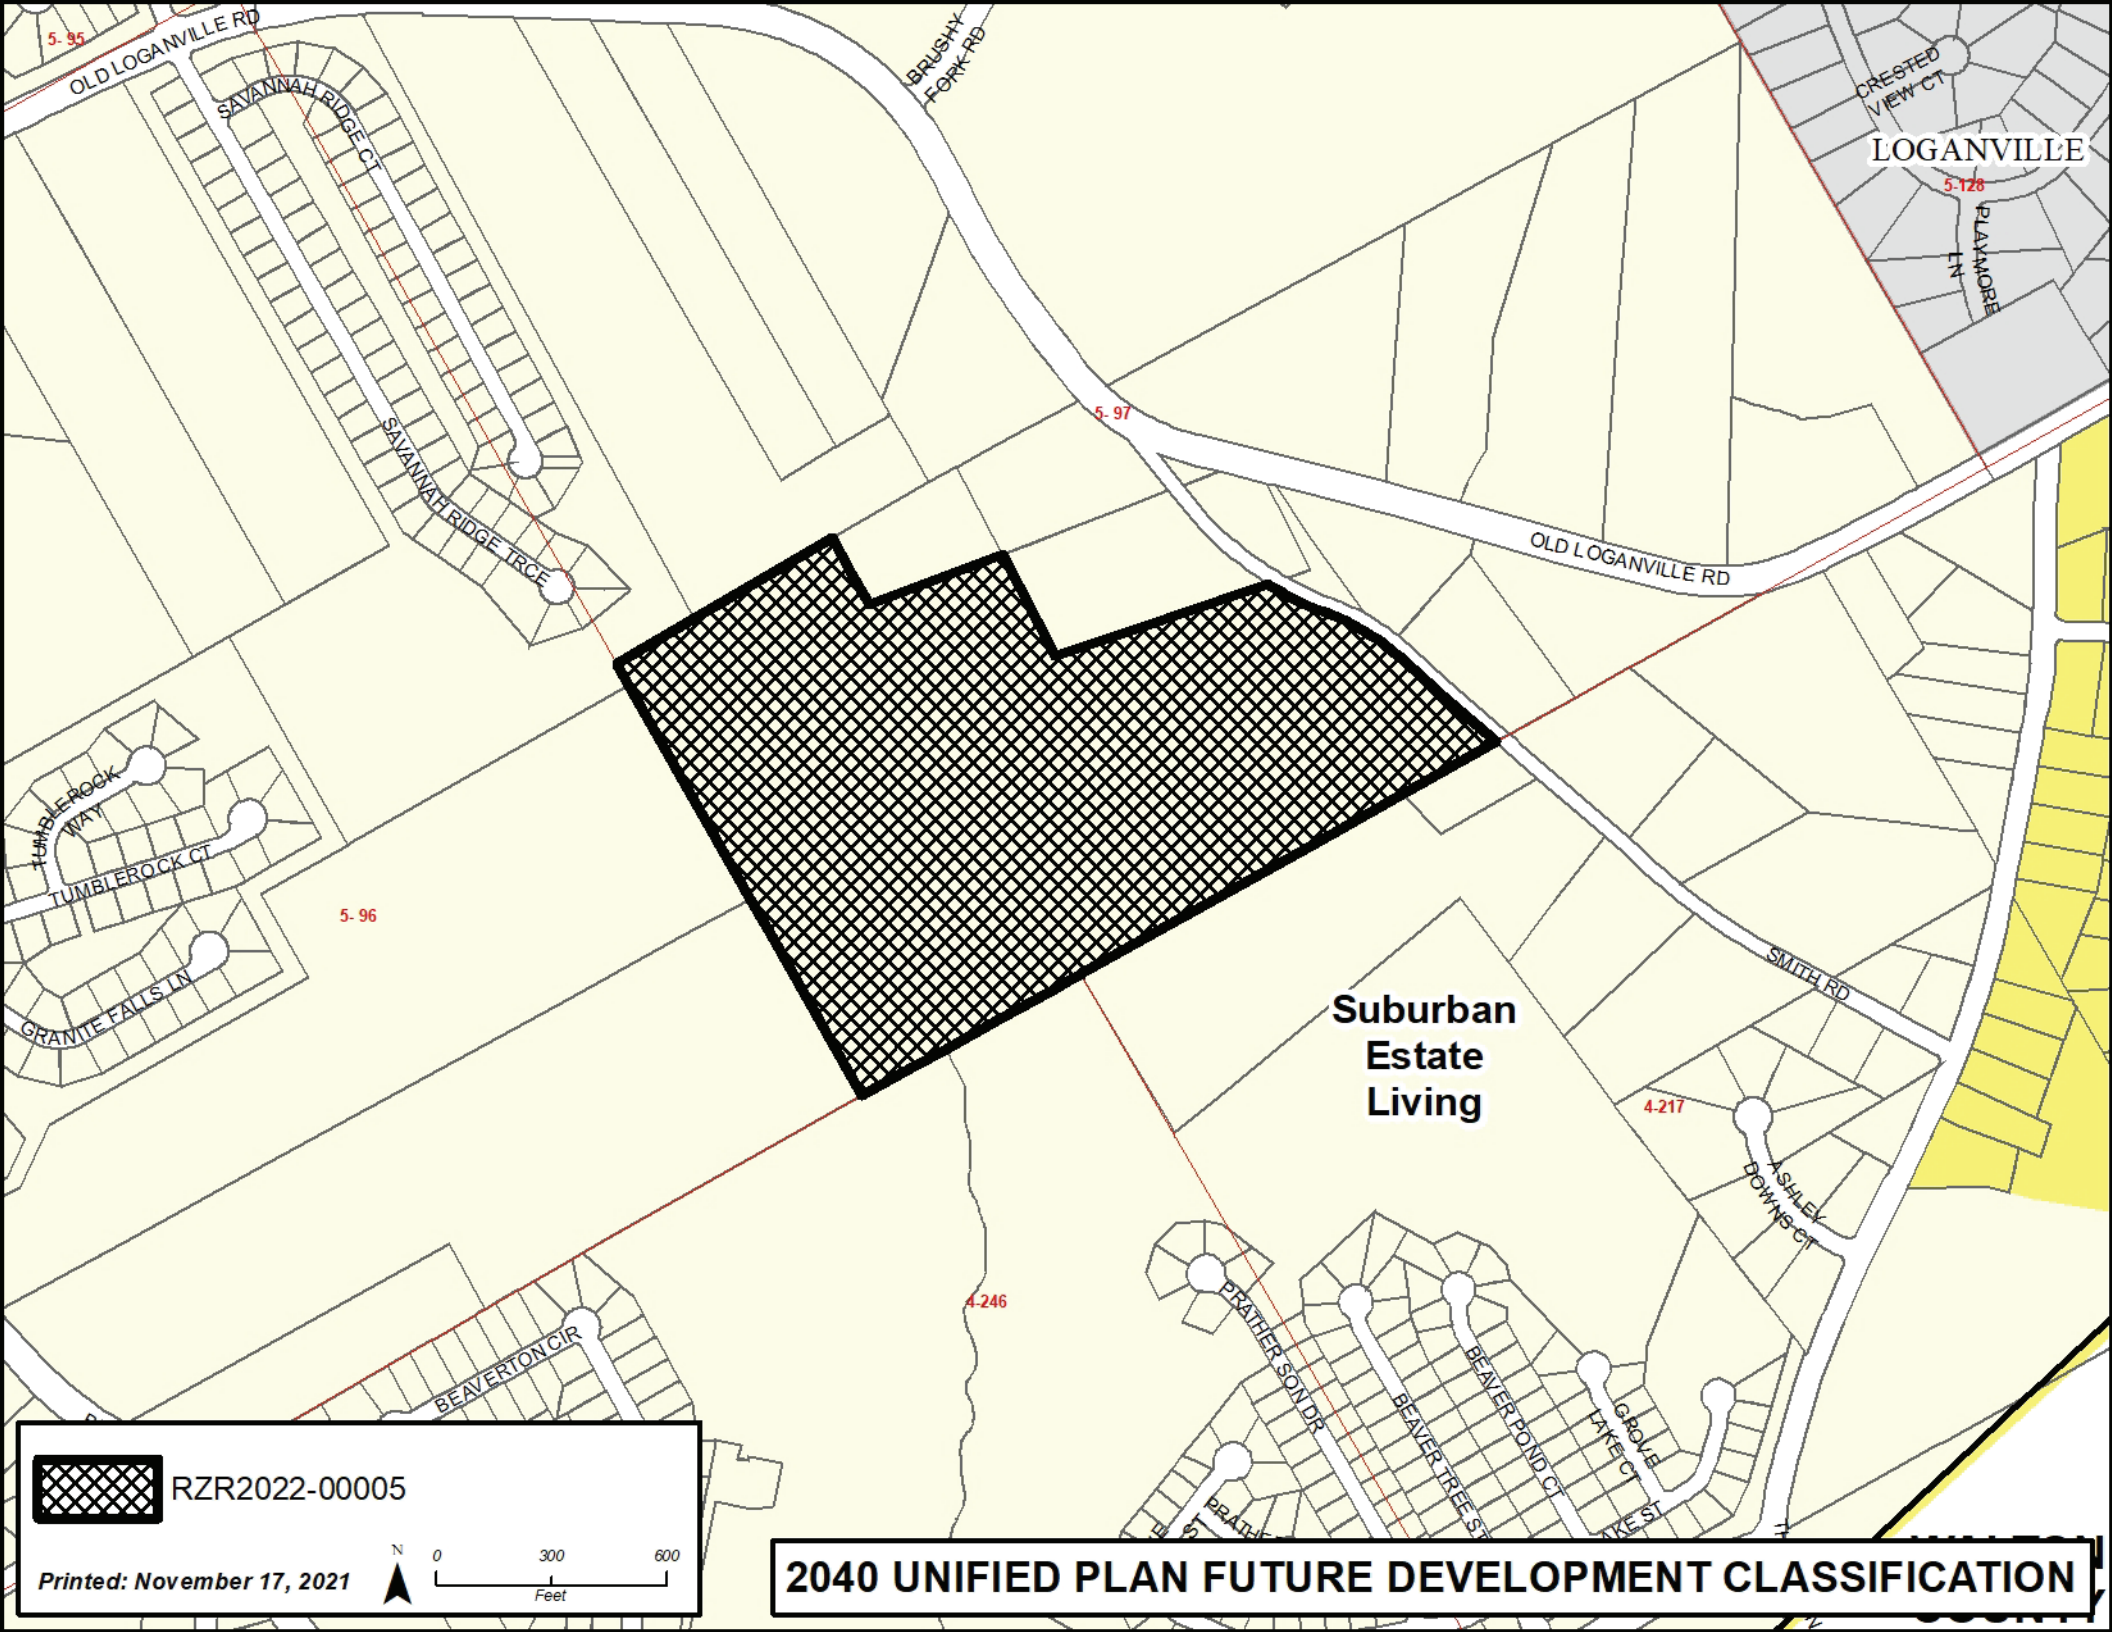 5- 95
OLD LOGANVILLE RD
BRUSHY
FORK RD
SAVANNAH RIDGE CT
CRESTED
VIEW CT
LOGANVILLE
5-128
PLAYMORE
LN
5- 97
SAVANNAH RIDGE TRCE
OLD LOGANVILLE RD
TUMBLEROCK
WAY
TUMBLEROCK CT
5- 96
GRANITE FALLS LN
SMITH RD
Suburban
Estate
Living
4-217
ASHLEY
DOWNS CT
4-246
PRATHER SON DR
BEAVERTON CIR
BEAVER TREE ST
BEAVER POND CT
GROVE
LAKE CT
RZR2022-00005
Printed: November 17, 2021
N
0 300 600
Feet
2040 UNIFIED PLAN FUTURE DEVELOPMENT CLASSIFICATION